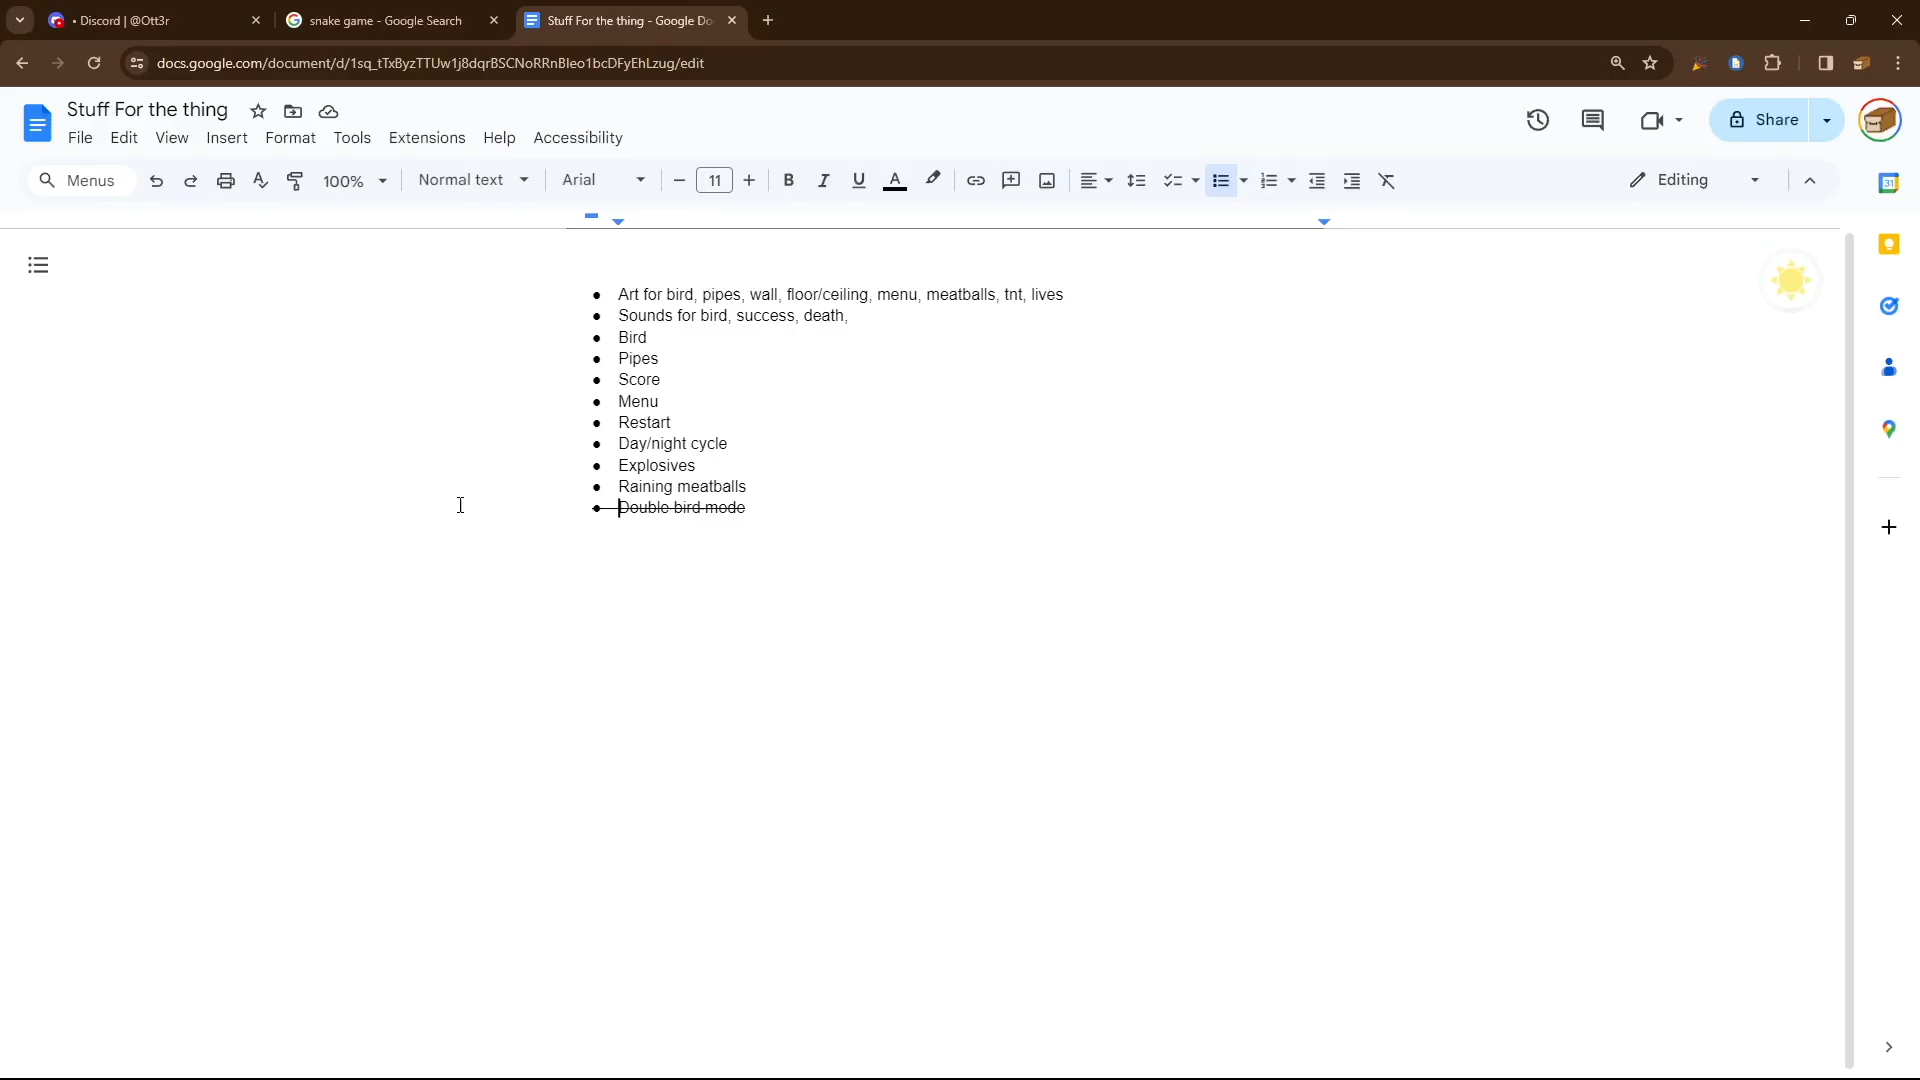 • Discord | @Ott3r
snake game - Google Search
Stuff For the thing - Google Do
docs.google.com/document/d/1sq_tTxByzTTUw1j8dqrBSCNoRRnBleo1bcDFyEhLzug/edit
Stuff For the thing
File Edit View Insert Format Tools Extensions Help Accessibility
Share
Menus 100% Normal text Arial 11 B I U A Editing
31
● Art for bird, pipes, wall, floor/ceiling, menu, meatballs, tnt, lives
● Sounds for bird, success, death,
● Bird
● Pipes
● Score
● Menu
● Restart
● Day/night cycle
● Explosives
● Raining meatballs
● Double bird mode